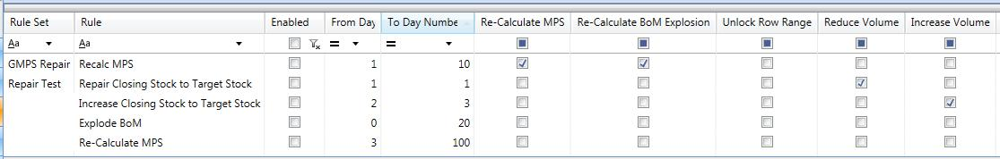 Rule Set Rule Enabled From Day To Day Numbe Re-Calculate MPS Re-Calculate BoM Explosion Unlock Row Range Reduce Volume Increase Volume
Aa Aa = =
GMPS Repair Recalc MPS 1 10
Repair Test Repair Closing Stock to Target Stock 1 1
Increase Closing Stock to Target Stock 2 3
Explode BoM 0 20
Re-Calculate MPS 3 100